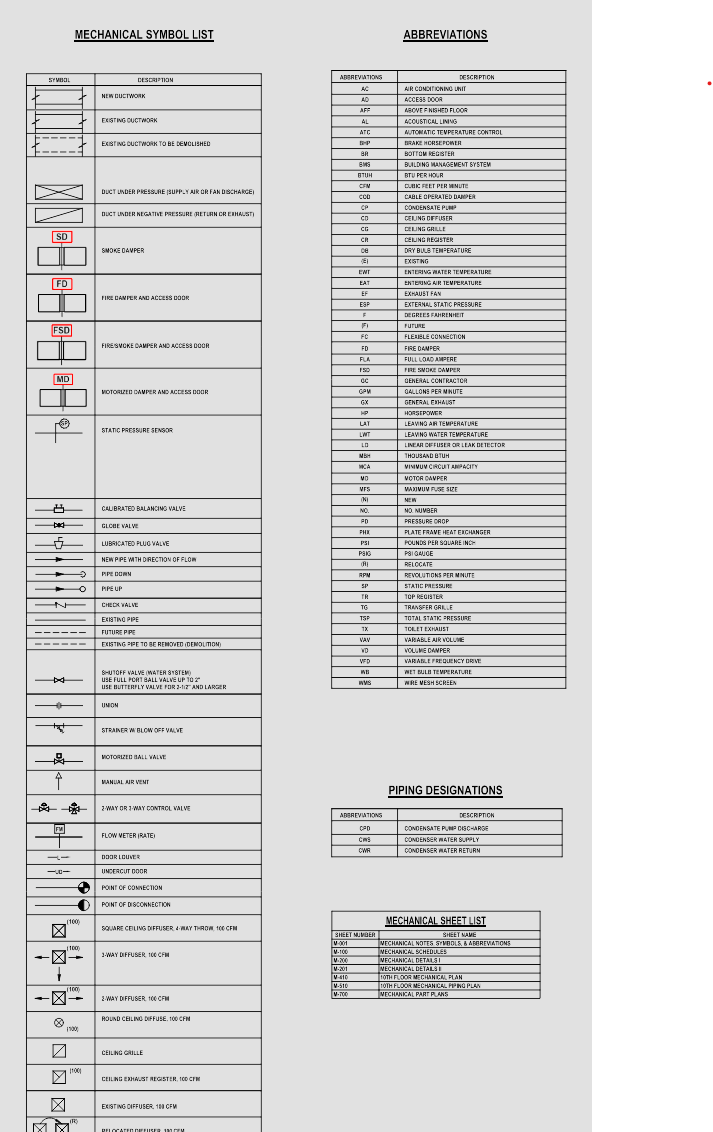 MECHANICAL SYMBOL LIST
SYMBOL DESCRIPTION
NEW DUCTWORK
EXISTING DUCTWORK
EXISTING DUCTWORK TO BE DEMOLISHED
DUCT UNDER PRESSURE (SUPPLY AIR OR FAN DISCHARGE)
DUCT UNDER NEGATIVE PRESSURE (RETURN OR EXHAUST)
SD SMOKE DAMPER
FD FIRE DAMPER AND ACCESS DOOR
FSD FIRE/SMOKE DAMPER AND ACCESS DOOR
MD MOTORIZED DAMPER AND ACCESS DOOR
SP STATIC PRESSURE SENSOR
CALIBRATED BALANCING VALVE
GLOBE VALVE
LUBRICATED PLUG VALVE
NEW PIPE WITH DIRECTION OF FLOW
PIPE DOWN
PIPE UP
CHECK VALVE
EXISTING PIPE
FUTURE PIPE
EXISTING PIPE TO BE REMOVED (DEMOLITION)
SHUTOFF VALVE (WATER SYSTEM)
USE FULL PORT BALL VALVE UP TO 2"
USE BUTTERFLY VALVE FOR 2-1/2" AND LARGER
UNION
STRAINER W/ BLOW OFF VALVE
MOTORIZED BALL VALVE
MANUAL AIR VENT
2-WAY OR 3-WAY CONTROL VALVE
FM FLOW METER (RATE)
L DOOR LOUVER
UD UNDERCUT DOOR
POINT OF CONNECTION
POINT OF DISCONNECTION
(100) SQUARE CEILING DIFFUSER, 4-WAY THROW, 100 CFM
(100) 3-WAY DIFFUSER, 100 CFM
(100) 2-WAY DIFFUSER, 100 CFM
(100) ROUND CEILING DIFFUSE, 100 CFM
CEILING GRILLE
(100) CEILING EXHAUST REGISTER, 100 CFM
EXISTING DIFFUSER, 100 CFM
(R) RELOCATED DIFFUSER, 100 CFM
ABBREVIATIONS
ABBREVIATIONS DESCRIPTION
AC AIR CONDITIONING UNIT
AD ACCESS DOOR
AFF ABOVE FINISHED FLOOR
AL ACOUSTICAL LINING
ATC AUTOMATIC TEMPERATURE CONTROL
BHP BRAKE HORSEPOWER
BR BOTTOM REGISTER
BMS BUILDING MANAGEMENT SYSTEM
BTUH BTU PER HOUR
CFM CUBIC FEET PER MINUTE
COD CABLE OPERATED DAMPER
CP CONDENSATE PUMP
CD CEILING DIFFUSER
CG CEILING GRILLE
CR CEILING REGISTER
DB DRY BULB TEMPERATURE
(E) EXISTING
EWT ENTERING WATER TEMPERATURE
EAT ENTERING AIR TEMPERATURE
EF EXHAUST FAN
ESP EXTERNAL STATIC PRESSURE
F DEGREES FAHRENHEIT
(F) FUTURE
FC FLEXIBLE CONNECTION
FD FIRE DAMPER
FLA FULL LOAD AMPERE
FSD FIRE SMOKE DAMPER
GC GENERAL CONTRACTOR
GPM GALLONS PER MINUTE
GX GENERAL EXHAUST
HP HORSEPOWER
LAT LEAVING AIR TEMPERATURE
LWT LEAVING WATER TEMPERATURE
LD LINEAR DIFFUSER OR LEAK DETECTOR
MBH THOUSAND BTUH
MCA MINIMUM CIRCUIT AMPACITY
MD MOTOR DAMPER
MFS MAXIMUM FUSE SIZE
(N) NEW
NO. NO. NUMBER
PD PRESSURE DROP
PHX PLATE FRAME HEAT EXCHANGER
PSI POUNDS PER SQUARE INCH
PSIG PSI GAUGE
(R) RELOCATE
RPM REVOLUTIONS PER MINUTE
SP STATIC PRESSURE
TR TOP REGISTER
TG TRANSFER GRILLE
TSP TOTAL STATIC PRESSURE
TX TOILET EXHAUST
VAV VARIABLE AIR VOLUME
VD VOLUME DAMPER
VFD VARIABLE FREQUENCY DRIVE
WB WET BULB TEMPERATURE
WMS WIRE MESH SCREEN
PIPING DESIGNATIONS
ABBREVIATIONS DESCRIPTION
CPD CONDENSATE PUMP DISCHARGE
CWS CONDENSER WATER SUPPLY
CWR CONDENSER WATER RETURN
MECHANICAL SHEET LIST
SHEET NUMBER SHEET NAME
M-001 MECHANICAL NOTES, SYMBOLS, & ABBREVIATIONS
M-100 MECHANICAL SCHEDULES
M-200 MECHANICAL DETAILS I
M-201 MECHANICAL DETAILS II
M-410 10TH FLOOR MECHANICAL PLAN
M-510 10TH FLOOR MECHANICAL PIPING PLAN
M-700 MECHANICAL PART PLANS